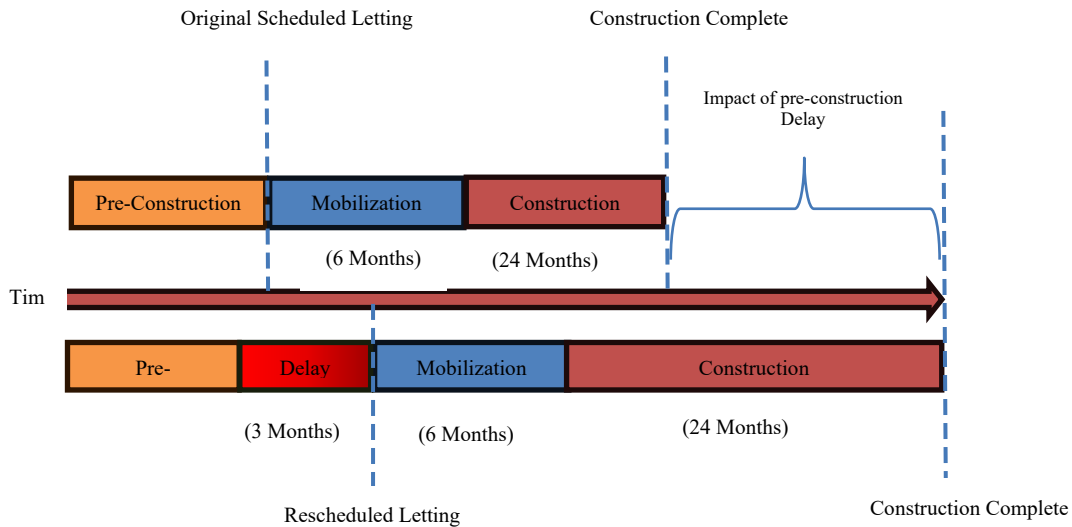 Original Scheduled Letting
Construction Complete
Impact of pre-construction
Delay
Pre-Construction
Mobilization
Construction
(6 Months)
(24 Months)
Tim
Pre-
Delay
Mobilization
Construction
(3 Months)
(6 Months)
(24 Months)
Rescheduled Letting
Construction Complete